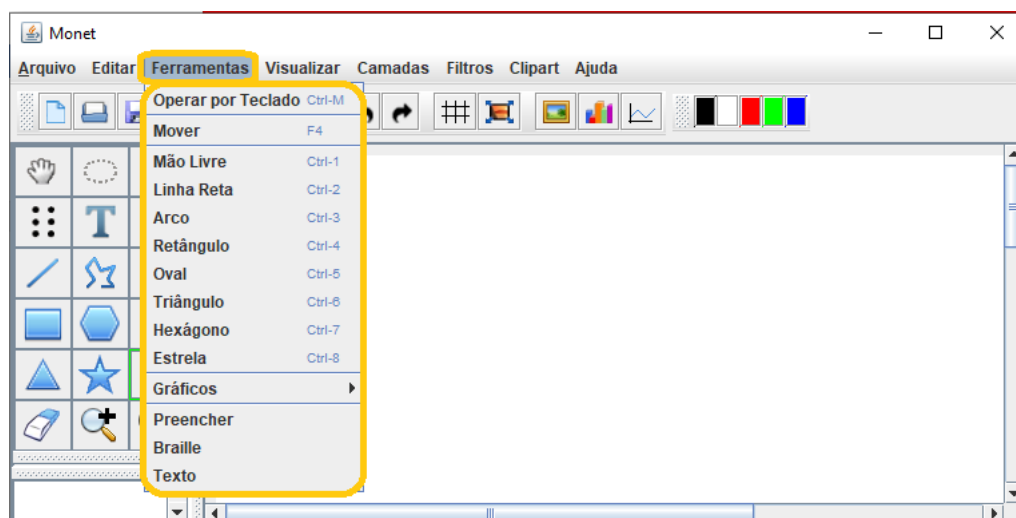 Monet
Arquivo Editar Ferramentas Visualizar Camadas Filtros Clipart Ajuda
Operar por Teclado Ctrl-M
Mover F4
Mão Livre Ctrl-1
Linha Reta Ctrl-2
Arco Ctrl-3
Retângulo Ctrl-4
Oval Ctrl-5
Triângulo Ctrl-6
Hexágono Ctrl-7
Estrela Ctrl-8
Gráficos
Preencher
Braille
Texto